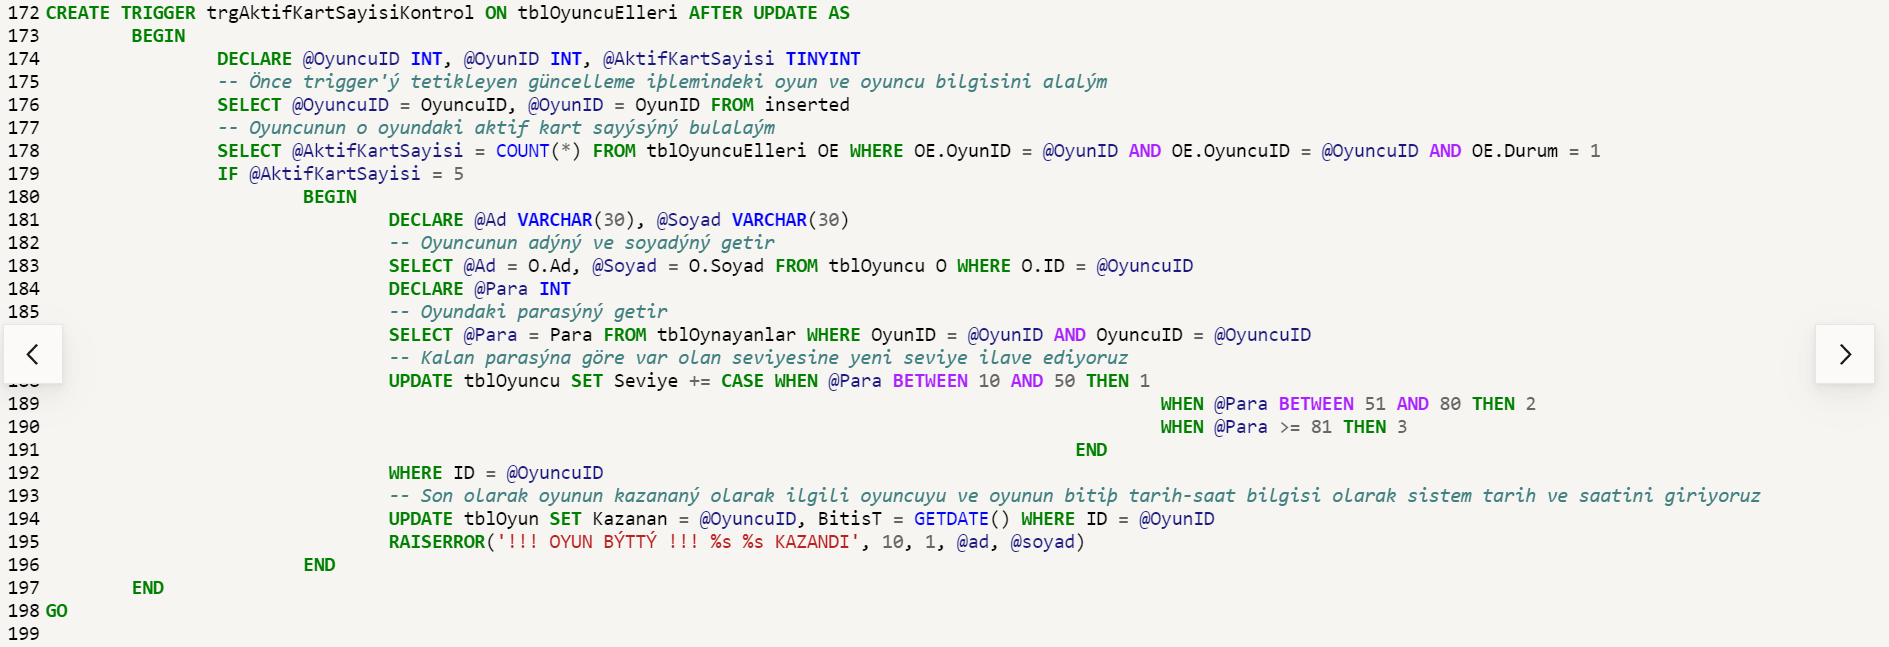 172 CREATE TRIGGER trgAktifKartSayisiKontrol ON tblOyuncuElleri AFTER UPDATE AS
173 BEGIN
174 DECLARE @OyuncuID INT, @OyunID INT, @AktifKartSayisi TINYINT
175 -- Önce trigger'ý tetikleyen güncelleme iþlemindeki oyun ve oyuncu bilgisini alalým
176 SELECT @OyuncuID = OyuncuID, @OyunID = OyunID FROM inserted
177 -- Oyuncunun o oyundaki aktif kart sayýsýný bulalaým
178 SELECT @AktifKartSayisi = COUNT(*) FROM tblOyuncuElleri OE WHERE OE.OyunID = @OyunID AND OE.OyuncuID = @OyuncuID AND OE.Durum = 1
179 IF @AktifKartSayisi = 5
180 BEGIN
181 DECLARE @Ad VARCHAR(30), @Soyad VARCHAR(30)
182 -- Oyuncunun adýný ve soyadýný getir
183 SELECT @Ad = O.Ad, @Soyad = O.Soyad FROM tblOyuncu O WHERE O.ID = @OyuncuID
184 DECLARE @Para INT
185 -- Oyundaki parasýný getir
SELECT @Para = Para FROM tblOynayanlar WHERE OyunID = @OyunID AND OyuncuID = @OyuncuID
-- Kalan parasýna göre var olan seviyesine yeni seviye ilave ediyoruz
UPDATE tblOyuncu SET Seviye += CASE WHEN @Para BETWEEN 10 AND 50 THEN 1
189 WHEN @Para BETWEEN 51 AND 80 THEN 2
190 WHEN @Para >= 81 THEN 3
191 END
192 WHERE ID = @OyuncuID
193 -- Son olarak oyunun kazananý olarak ilgili oyuncuyu ve oyunun bitiþ tarih-saat bilgisi olarak sistem tarih ve saatini giriyoruz
194 UPDATE tblOyun SET Kazanan = @OyuncuID, BitisT = GETDATE() WHERE ID = @OyunID
195 RAISERROR('!!! OYUN BÝTTÝ !!! %s %s KAZANDI', 10, 1, @ad, @soyad)
196 END
197 END
198 GO
199